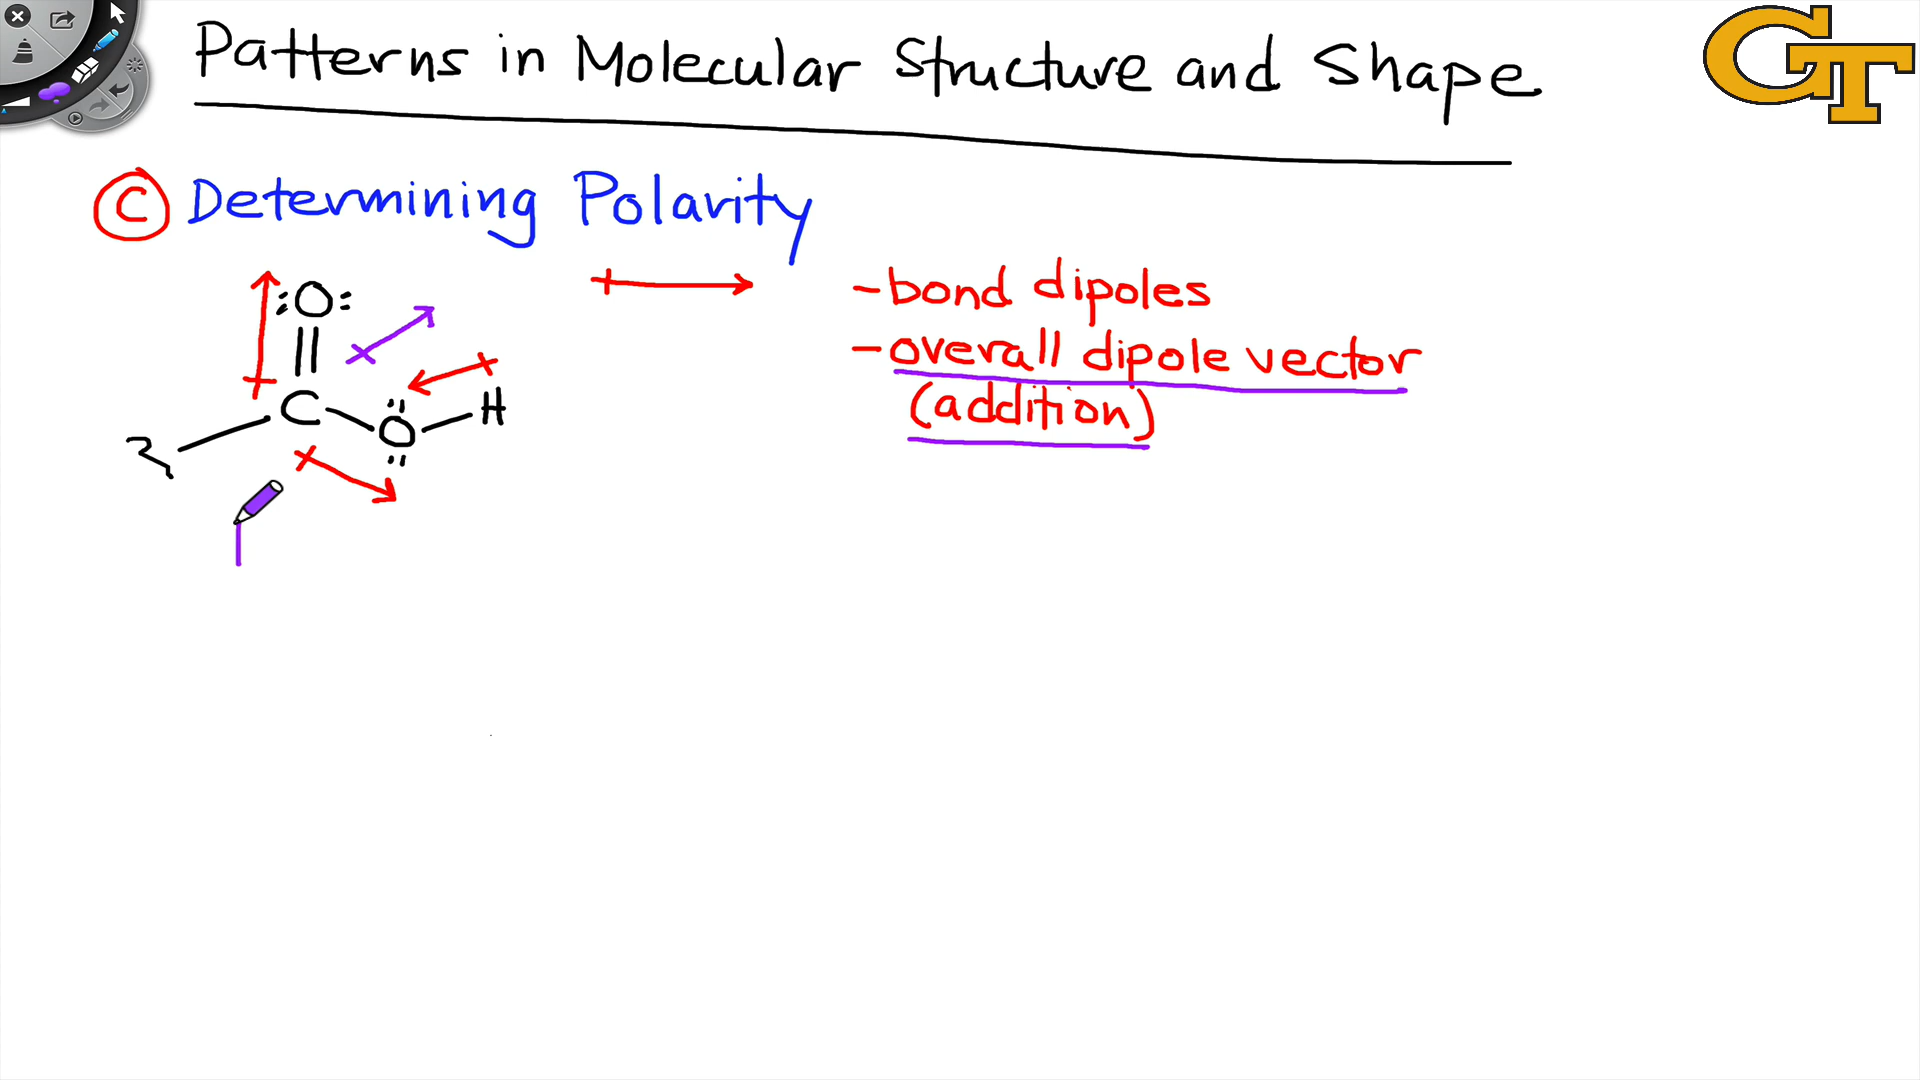 Patterns in Molecular Structure and Shape
GT
C Determining Polarity
:O:
- bond dipoles
- overall dipole vector
(addition)
C
O
H